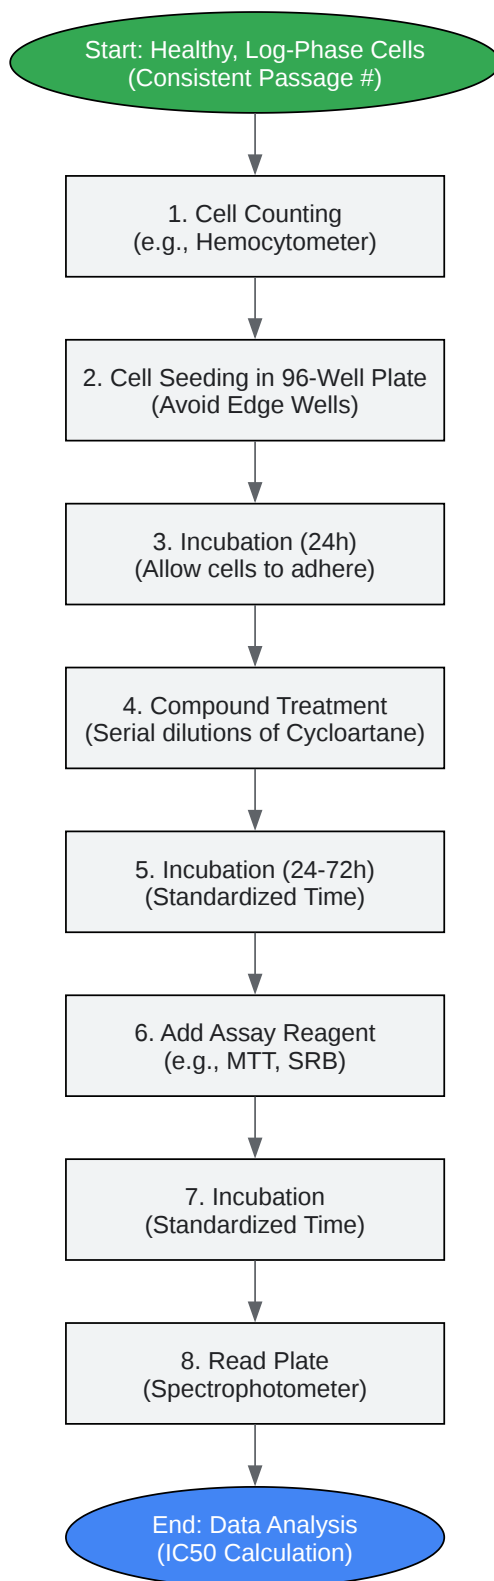 Start: Healthy, Log-Phase Cells
(Consistent Passage #)
1. Cell Counting
(e.g., Hemocytometer)
2. Cell Seeding in 96-Well Plate
(Avoid Edge Wells)
3. Incubation (24h)
(Allow cells to adhere)
4. Compound Treatment
(Serial dilutions of Cycloartane)
5. Incubation (24-72h)
(Standardized Time)
6. Add Assay Reagent
(e.g., MTT, SRB)
7. Incubation
(Standardized Time)
8. Read Plate
(Spectrophotometer)
End: Data Analysis
(IC50 Calculation)